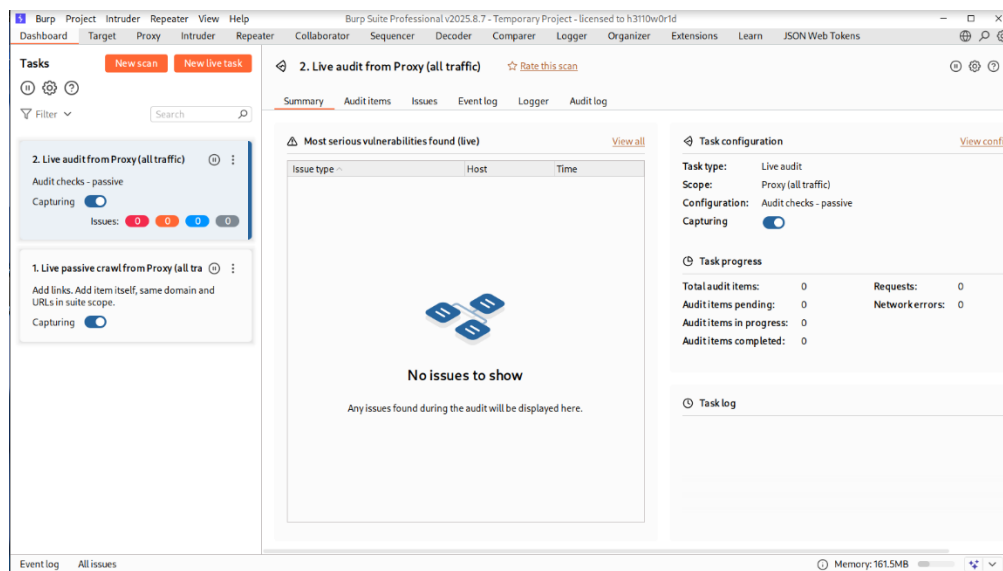 Burp Project Intruder Repeater View Help
Burp Suite Professional v2025.8.7 - Temporary Project - licensed to h3110w0r1d
Dashboard Target Proxy Intruder Repeater Collaborator Sequencer Decoder Comparer Logger Organizer Extensions Learn JSON Web Tokens
Tasks
New scan
New live task
Filter
Search
2. Live audit from Proxy (all traffic)
Audit checks - passive
Capturing
Issues: 0 0 0 0
1. Live passive crawl from Proxy (all tra
Add links. Add item itself, same domain and
URLs in suite scope.
Capturing
2. Live audit from Proxy (all traffic)
Rate this scan
Summary Audit items Issues Event log Logger Audit log
Most serious vulnerabilities found (live)
View all
Issue type Host Time
No issues to show
Any issues found during the audit will be displayed here.
Task configuration
View confi
Task type: Live audit
Scope: Proxy (all traffic)
Configuration: Audit checks - passive
Capturing
Task progress
Total audit items: 0 Requests: 0
Audit items pending: 0 Network errors: 0
Audit items in progress: 0
Audit items completed: 0
Task log
Event log All issues
Memory: 161.5MB